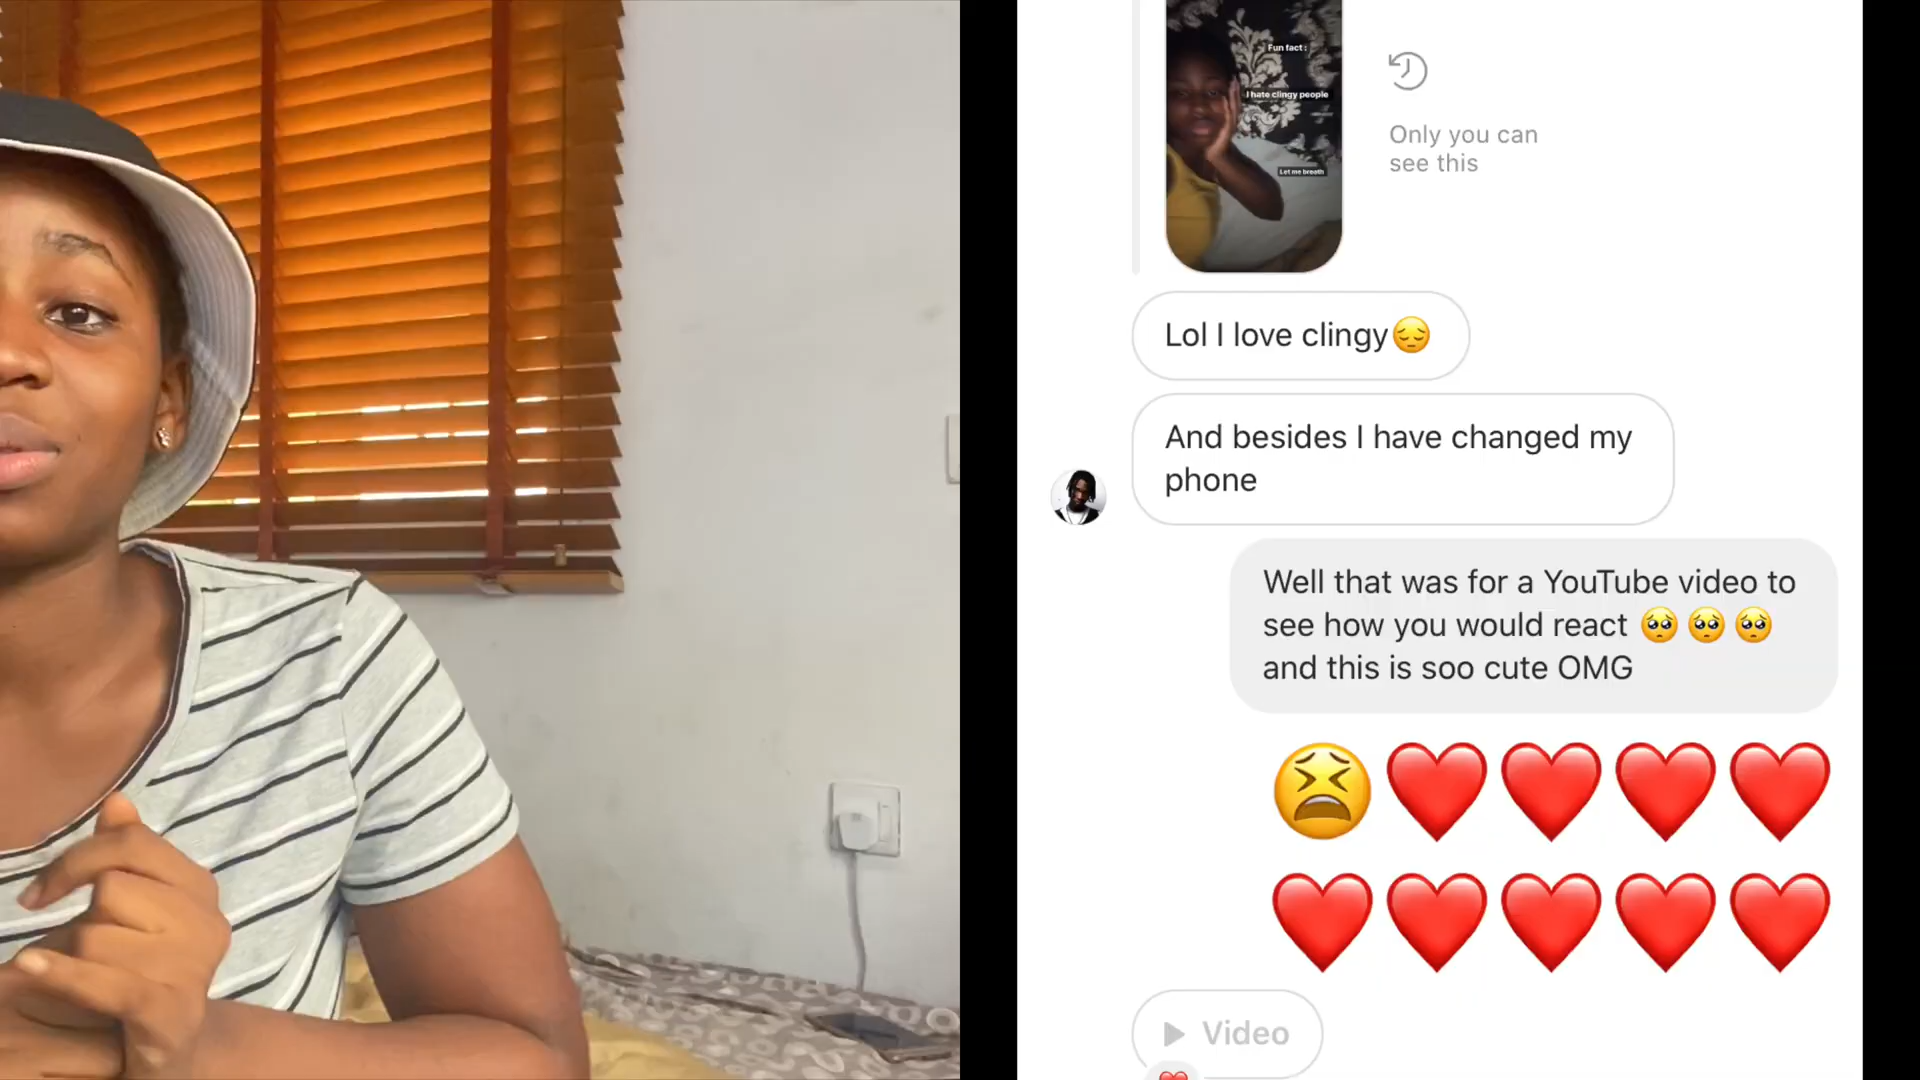 Fun fact :
I hate clingy people
Let me breath
Only you can
see this
Lol I love clingy😔
And besides I have changed my
phone
Well that was for a YouTube video to
see how you would react 🥺 🥺 🥺
and this is soo cute OMG
😫❤️❤️❤️❤️
❤️❤️❤️❤️❤️
Video